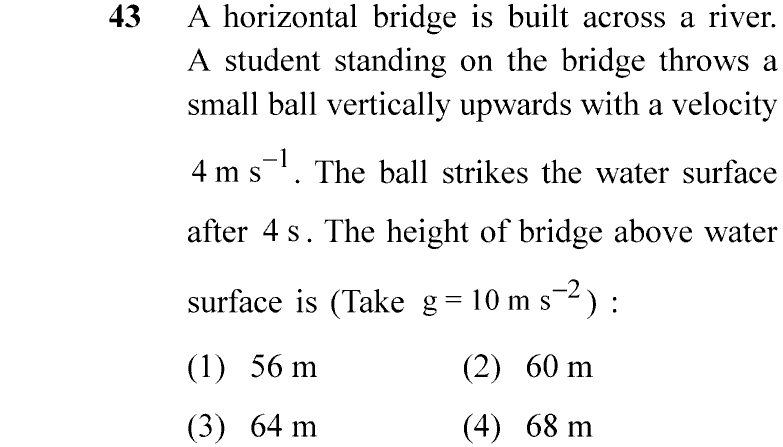 43 A horizontal bridge is built across a river.
A student standing on the bridge throws a
small ball vertically upwards with a velocity
4 m s⁻¹. The ball strikes the water surface
after 4 s. The height of bridge above water
surface is (Take g = 10 m s⁻²) :
(1) 56 m (2) 60 m
(3) 64 m (4) 68 m